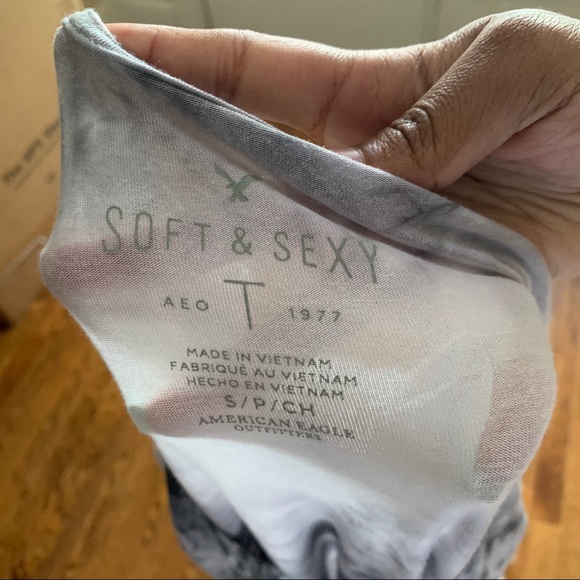 SOFT & SEXY
AEO T 1977
MADE IN VIETNAM
FABRIQUÉ AU VIETNAM
HECHO EN VIETNAM
S/P/CH
AMERICAN EAGLE
OUTFITTERS